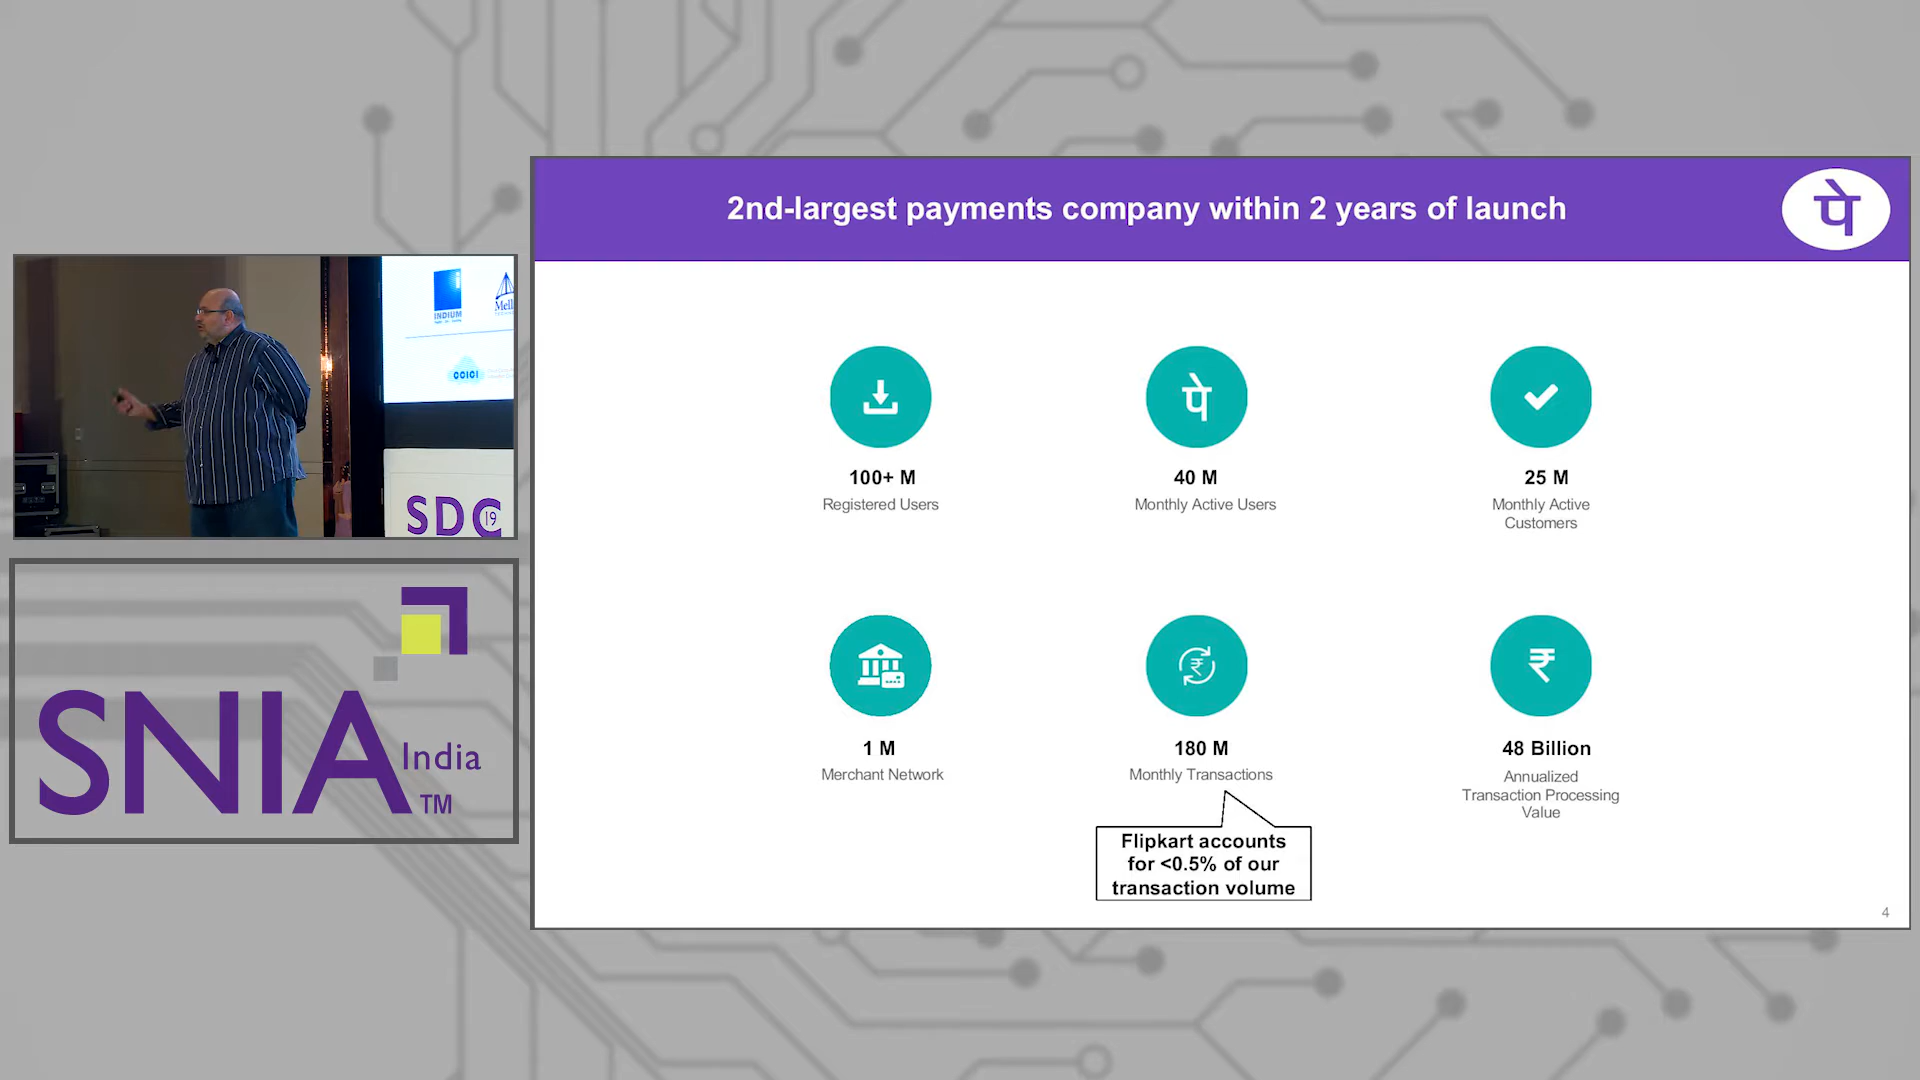 2nd-largest payments company within 2 years of launch
पे
पे
100+ M
Registered Users
40 M
Monthly Active Users
25 M
Monthly Active
Customers
1 M
Merchant Network
180 M
Monthly Transactions
48 Billion
Annualized
Transaction Processing
Value
Flipkart accounts
for <0.5% of our
transaction volume
4
INDIUM
CCICI
SDC
19
SNIA
India
TM